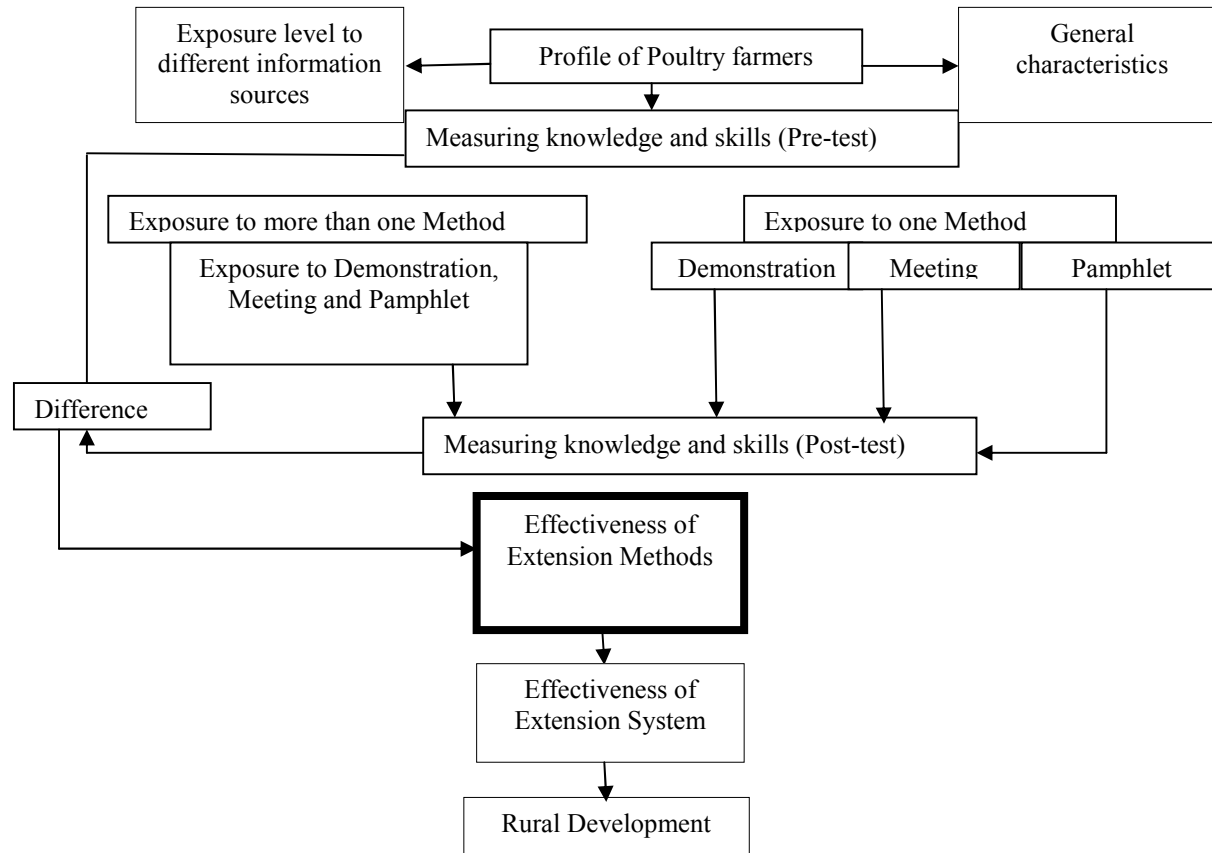 Exposure level to
different information
sources
Profile of Poultry farmers
General
characteristics
Measuring knowledge and skills (Pre-test)
Exposure to more than one Method
Exposure to one Method
Exposure to Demonstration,
Meeting and Pamphlet
Demonstration
Meeting
Pamphlet
Difference
Measuring knowledge and skills (Post-test)
Effectiveness of
Extension Methods
Effectiveness of
Extension System
Rural Development